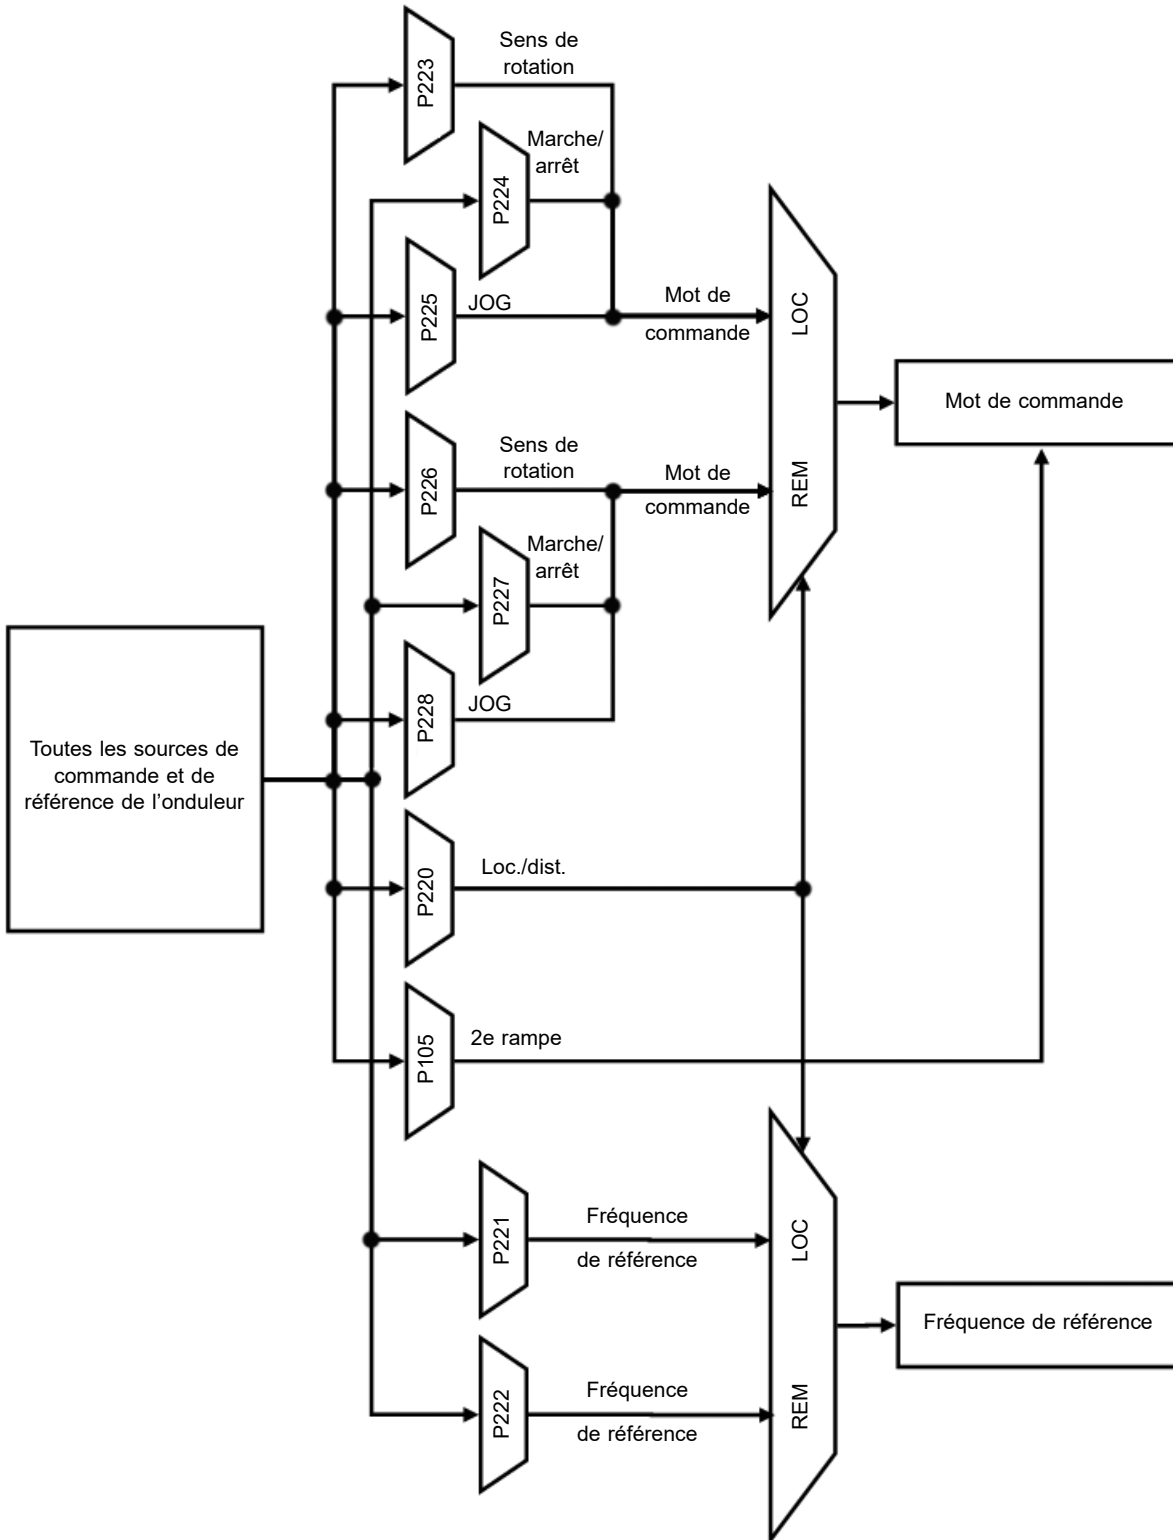 P223
Sens de
rotation
P224
Marche/
arrêt
P225
JOG
Mot de
commande
LOC
Mot de commande
P226
Sens de
rotation
Mot de
commande
REM
P227
Marche/
arrêt
P228
JOG
Toutes les sources de
commande et de
référence de l’onduleur
P220
Loc./dist.
P105
2e rampe
P221
Fréquence
de référence
LOC
Fréquence de référence
P222
Fréquence
de référence
REM